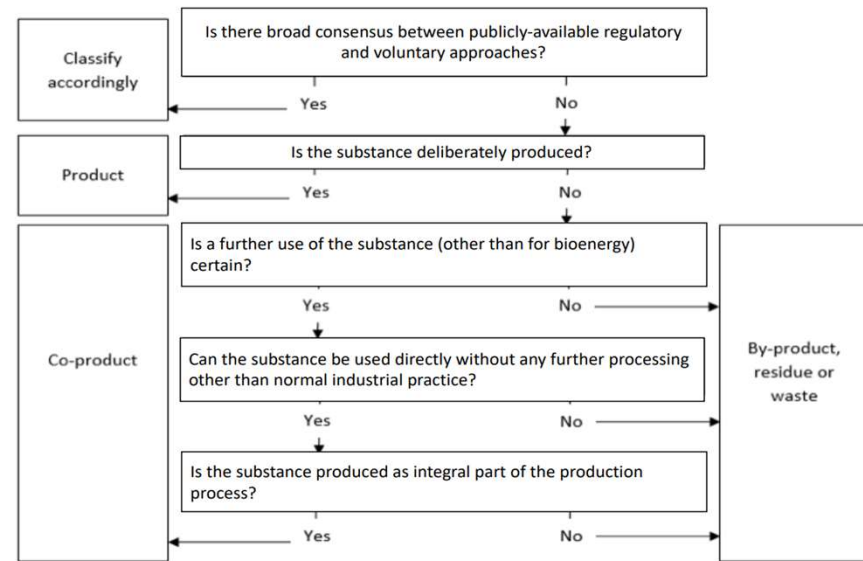 Is there broad consensus between publicly-available regulatory
and voluntary approaches?
Classify
accordingly
Yes
No
Is the substance deliberately produced?
Product
Yes
No
Is a further use of the substance (other than for bioenergy)
certain?
Yes
No
Co-product
Can the substance be used directly without any further processing
other than normal industrial practice?
By-product,
residue or
waste
Yes
No
Is the substance produced as integral part of the production
process?
Yes
No